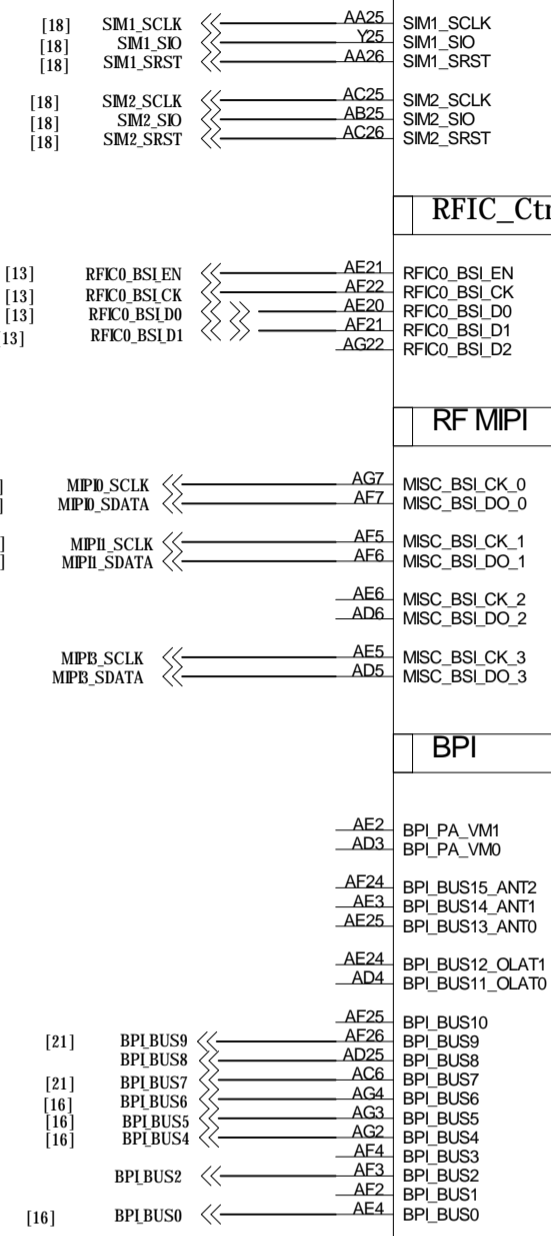 [18] SIM1_SCLK AA25 SIM1_SCLK
[18] SIM1_SIO Y25 SIM1_SIO
[18] SIM1_SRST AA26 SIM1_SRST
[18] SIM2_SCLK AC25 SIM2_SCLK
[18] SIM2_SIO AB25 SIM2_SIO
[18] SIM2_SRST AC26 SIM2_SRST
RFIC_Ctr
[13] RFIC0_BSI_EN AE21 RFIC0_BSI_EN
[13] RFIC0_BSI_CK AF22 RFIC0_BSI_CK
[13] RFIC0_BSI_D0 AE20 RFIC0_BSI_D0
13] RFIC0_BSI_D1 AF21 RFIC0_BSI_D1
AG22 RFIC0_BSI_D2
RF MIPI
] MIPI0_SCLK AG7 MISC_BSI_CK_0
] MIPI0_SDATA AF7 MISC_BSI_DO_0
] MIPI1_SCLK AF5 MISC_BSI_CK_1
] MIPI1_SDATA AF6 MISC_BSI_DO_1
AE6 MISC_BSI_CK_2
AD6 MISC_BSI_DO_2
MIPI3_SCLK AE5 MISC_BSI_CK_3
MIPI3_SDATA AD5 MISC_BSI_DO_3
BPI
AE2 BPI_PA_VM1
AD3 BPI_PA_VM0
AF24 BPI_BUS15_ANT2
AE3 BPI_BUS14_ANT1
AE25 BPI_BUS13_ANT0
AE24 BPI_BUS12_OLAT1
AD4 BPI_BUS11_OLAT0
AF25 BPI_BUS10
[21] BPI_BUS9 AF26 BPI_BUS9
BPI_BUS8 AD25 BPI_BUS8
[21] BPI_BUS7 AC6 BPI_BUS7
[16] BPI_BUS6 AG4 BPI_BUS6
[16] BPI_BUS5 AG3 BPI_BUS5
[16] BPI_BUS4 AG2 BPI_BUS4
AF4 BPI_BUS3
BPI_BUS2 AF3 BPI_BUS2
AF2 BPI_BUS1
[16] BPI_BUS0 AE4 BPI_BUS0